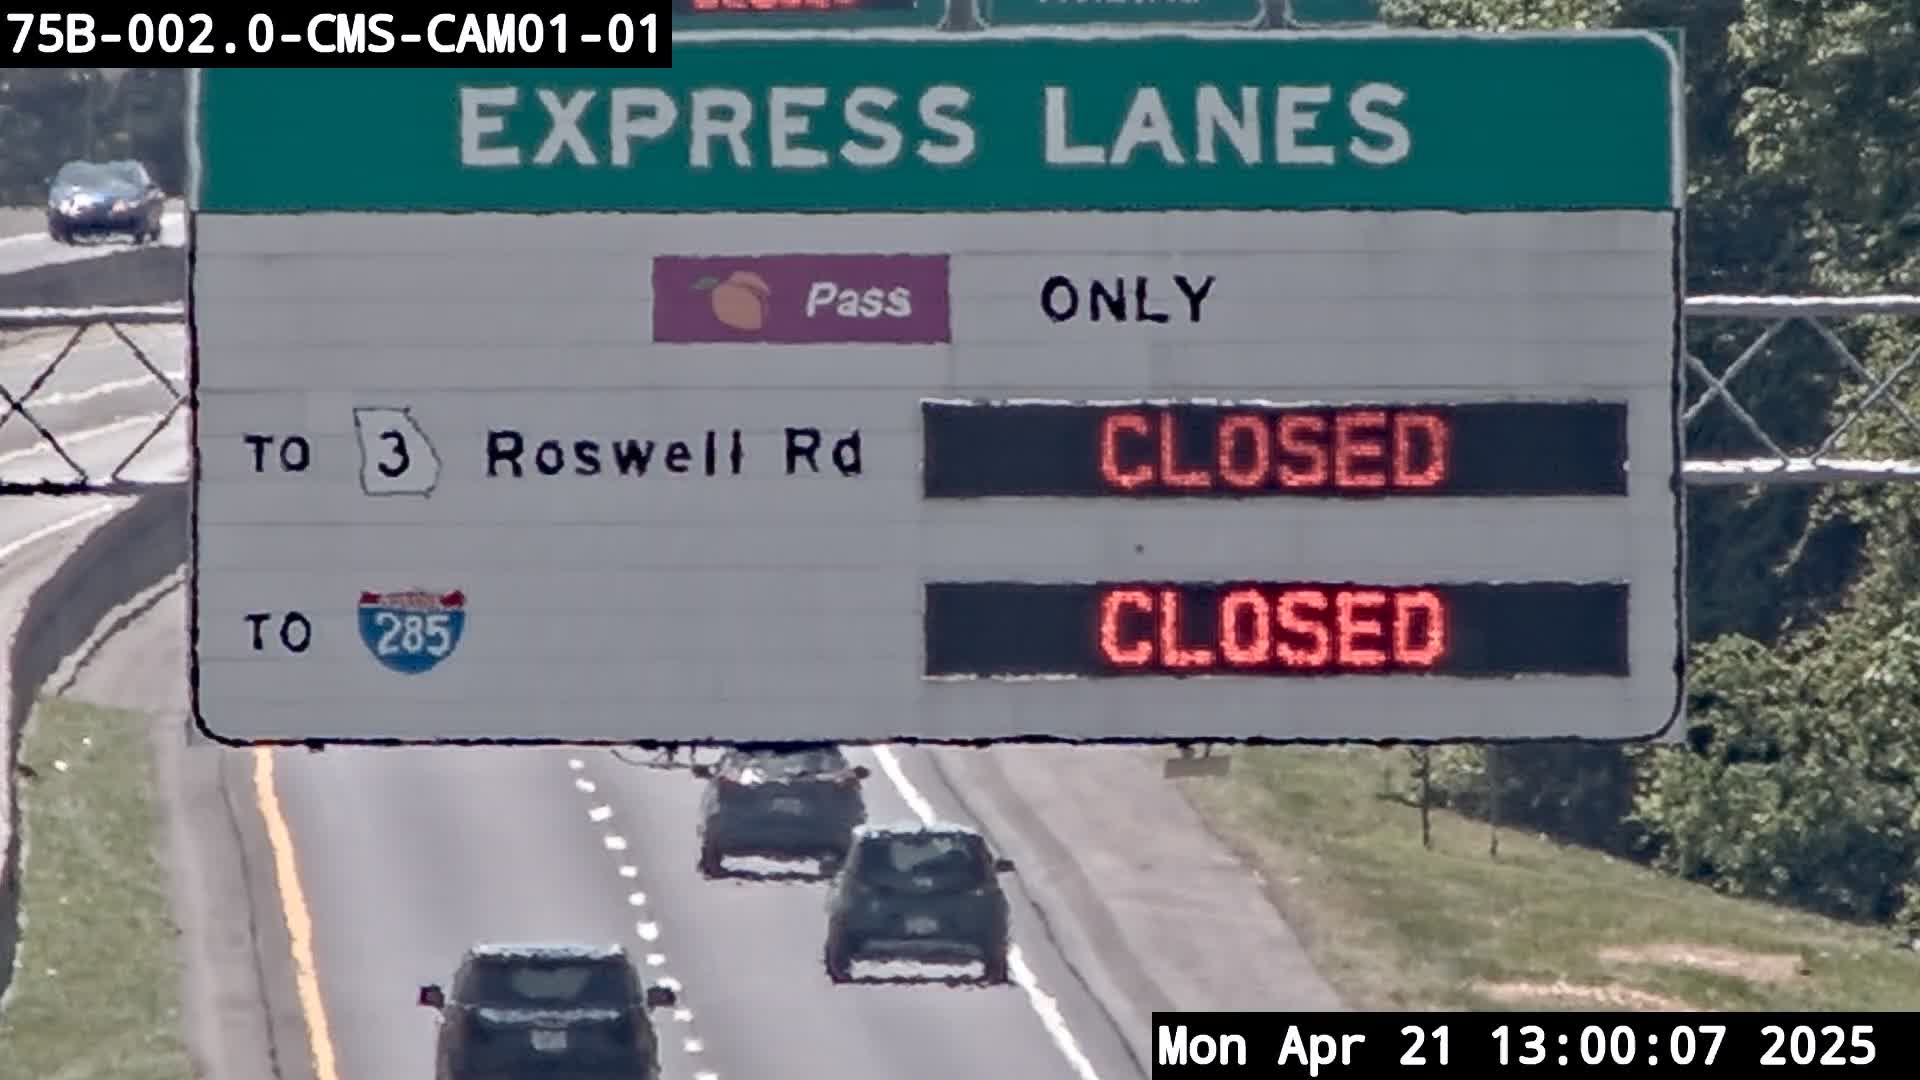 75B-002.0-CMS-CAM01-01
EXPRESS LANES
Pass ONLY
TO 3 Roswell Rd CLOSED
TO 285 CLOSED
Mon Apr 21 13:00:07 2025